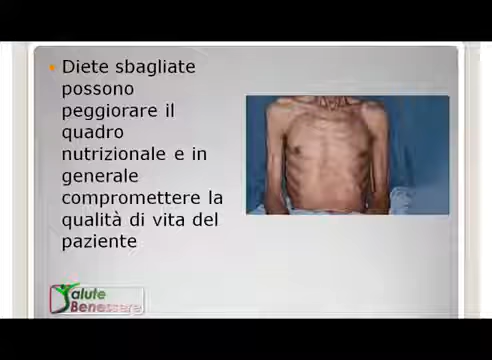 Diete sbagliate
possono
peggiorare il
quadro
nutrizionale e in
generale
compromettere la
qualità di vita del
paziente
Salute
Benessere